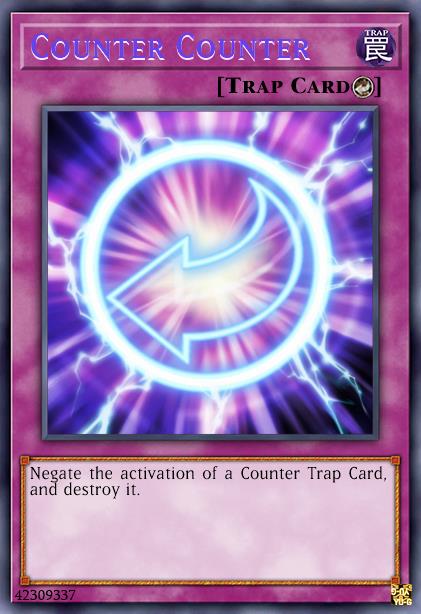 Counter Counter
TRAP
罠
[Trap Card]
Negate the activation of a Counter Trap Card,
and destroy it.
42309337